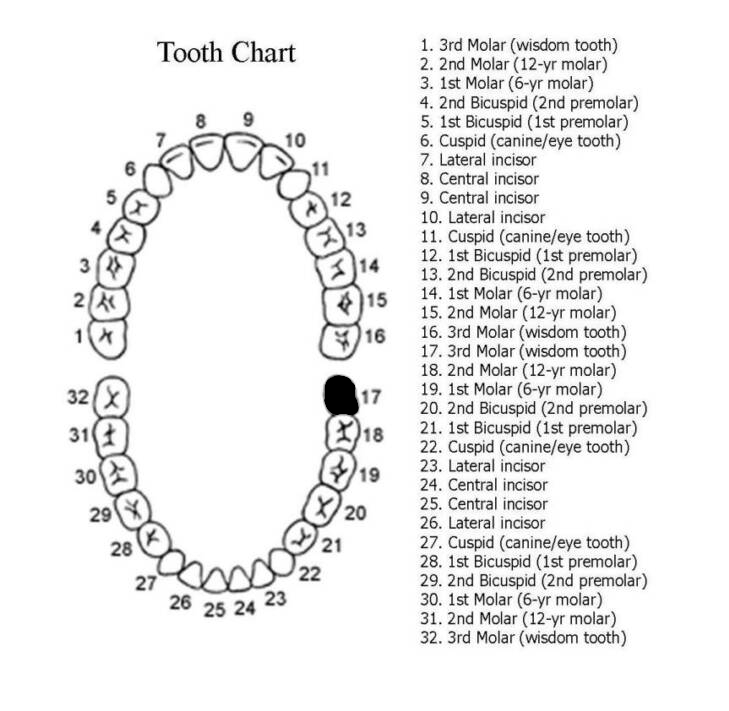 Tooth Chart
1. 3rd Molar (wisdom tooth)
2. 2nd Molar (12-yr molar)
3. 1st Molar (6-yr molar)
4. 2nd Bicuspid (2nd premolar)
5. 1st Bicuspid (1st premolar)
6. Cuspid (canine/eye tooth)
7. Lateral incisor
8. Central incisor
9. Central incisor
10. Lateral incisor
11. Cuspid (canine/eye tooth)
12. 1st Bicuspid (1st premolar)
13. 2nd Bicuspid (2nd premolar)
14. 1st Molar (6-yr molar)
15. 2nd Molar (12-yr molar)
16. 3rd Molar (wisdom tooth)
17. 3rd Molar (wisdom tooth)
18. 2nd Molar (12-yr molar)
19. 1st Molar (6-yr molar)
20. 2nd Bicuspid (2nd premolar)
21. 1st Bicuspid (1st premolar)
22. Cuspid (canine/eye tooth)
23. Lateral incisor
24. Central incisor
25. Central incisor
26. Lateral incisor
27. Cuspid (canine/eye tooth)
28. 1st Bicuspid (1st premolar)
29. 2nd Bicuspid (2nd premolar)
30. 1st Molar (6-yr molar)
31. 2nd Molar (12-yr molar)
32. 3rd Molar (wisdom tooth)
1
2
3
4
5
6
7
8
9
10
11
12
13
14
15
16
17
18
19
20
21
22
23
24
25
26
27
28
29
30
31
32